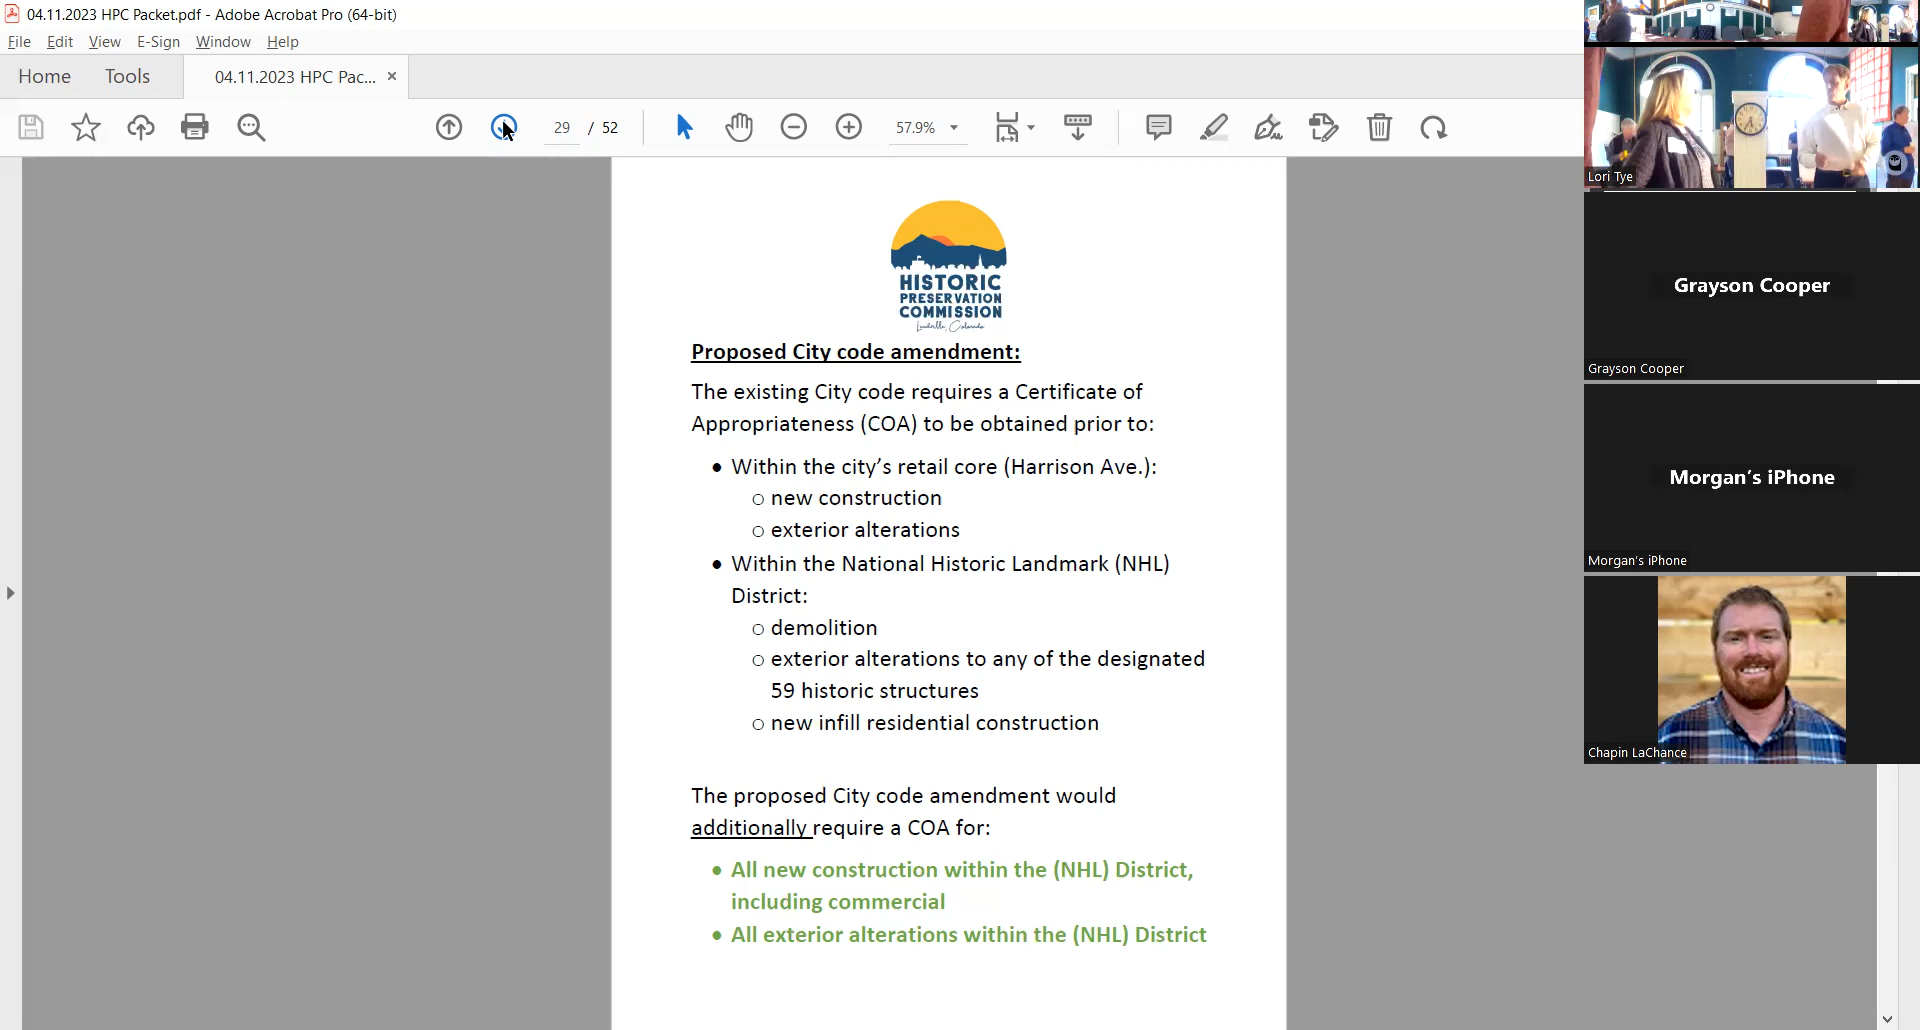 04.11.2023 HPC Packet.pdf - Adobe Acrobat Pro (64-bit)
File Edit View E-Sign Window Help
Home Tools 04.11.2023 HPC Pac... ×
29 / 52 57.9%
HISTORIC
PRESERVATION
COMMISSION
Leadville, Colorado
Proposed City code amendment:
The existing City code requires a Certificate of
Appropriateness (COA) to be obtained prior to:
• Within the city's retail core (Harrison Ave.):
o new construction
o exterior alterations
• Within the National Historic Landmark (NHL)
District:
o demolition
o exterior alterations to any of the designated
59 historic structures
o new infill residential construction
The proposed City code amendment would
additionally require a COA for:
• All new construction within the (NHL) District,
including commercial
• All exterior alterations within the (NHL) District
Lori Tye
Grayson Cooper
Grayson Cooper
Morgan's iPhone
Morgan's iPhone
Chapin LaChance